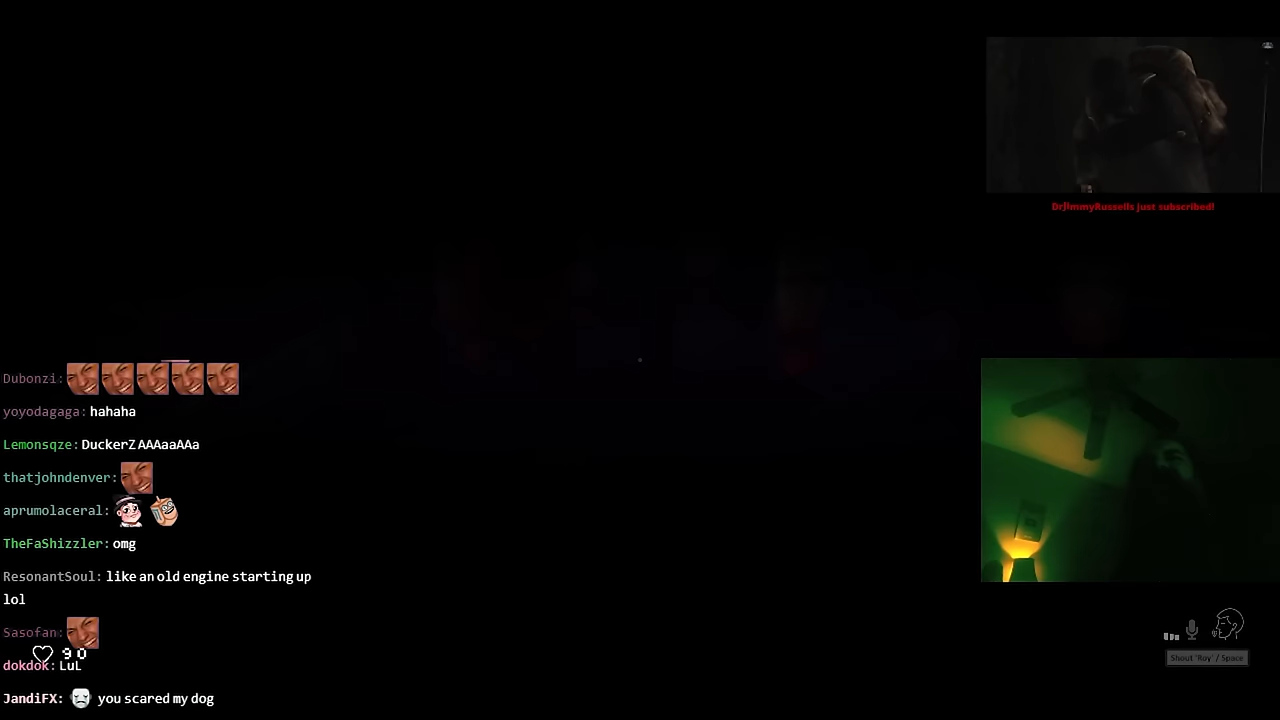 DrJimmyRussells just subscribed!
Dubonzi:
yoyodagaga: hahaha
Lemonsqze: DuckerZ AAAaaAAa
thatjohndenver:
aprumolaceral:
TheFaShizzler: omg
ResonantSoul: like an old engine starting up
lol
Sasofan:
90
dokdok: LuL
Shout 'Roy' / Space
JandiFX: you scared my dog